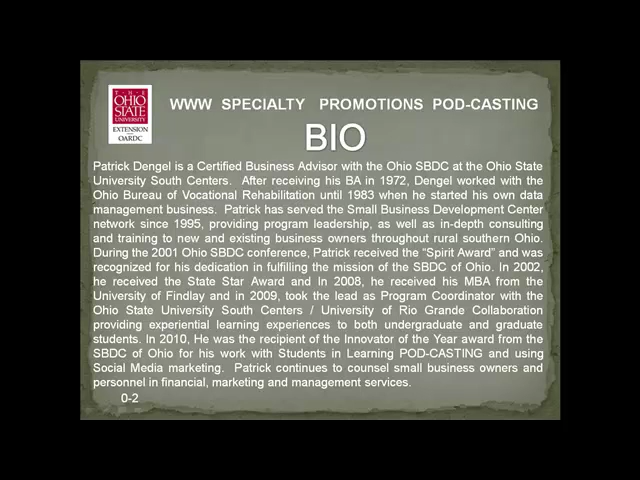 T · H · E
OHIO
STATE
UNIVERSITY
EXTENSION
OARDC
WWW SPECIALTY PROMOTIONS POD-CASTING
BIO
Patrick Dengel is a Certified Business Advisor with the Ohio SBDC at the Ohio State
University South Centers. After receiving his BA in 1972, Dengel worked with the
Ohio Bureau of Vocational Rehabilitation until 1983 when he started his own data
management business. Patrick has served the Small Business Development Center
network since 1995, providing program leadership, as well as in-depth consulting
and training to new and existing business owners throughout rural southern Ohio.
During the 2001 Ohio SBDC conference, Patrick received the “Spirit Award” and was
recognized for his dedication in fulfilling the mission of the SBDC of Ohio. In 2002,
he received the State Star Award and In 2008, he received his MBA from the
University of Findlay and in 2009, took the lead as Program Coordinator with the
Ohio State University South Centers / University of Rio Grande Collaboration
providing experiential learning experiences to both undergraduate and graduate
students. In 2010, He was the recipient of the Innovator of the Year award from the
SBDC of Ohio for his work with Students in Learning POD-CASTING and using
Social Media marketing. Patrick continues to counsel small business owners and
personnel in financial, marketing and management services.
0-2